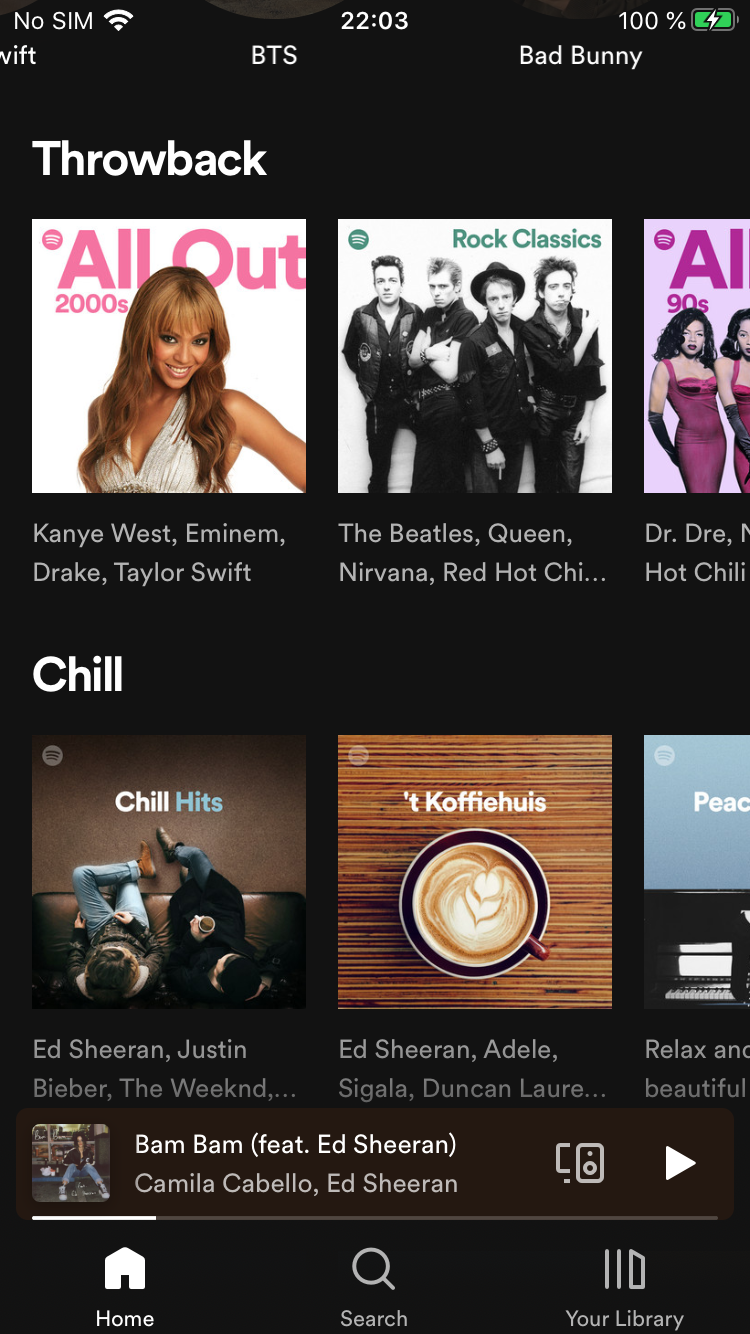 No SIM 22:03 100 %
wift BTS Bad Bunny
Throwback
All Out
2000s
Rock Classics
All
90s
Kanye West, Eminem,
Drake, Taylor Swift
The Beatles, Queen,
Nirvana, Red Hot Chi...
Dr. Dre, N
Hot Chili
Chill
Chill Hits
't Koffiehuis
Peac
Ed Sheeran, Justin
Bieber, The Weeknd,...
Ed Sheeran, Adele,
Sigala, Duncan Laure...
Relax and
beautiful
Bam Bam (feat. Ed Sheeran)
Camila Cabello, Ed Sheeran
Home Search Your Library